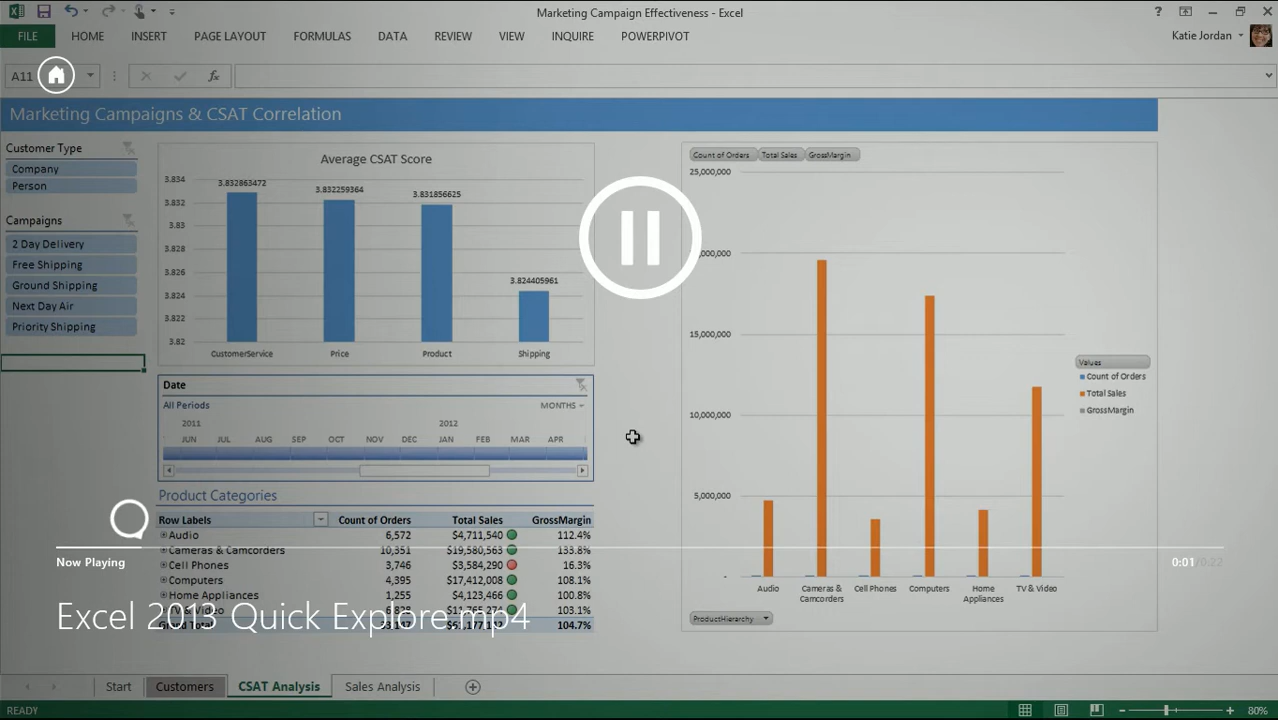 Marketing Campaign Effectiveness - Excel
?
FILE HOME INSERT PAGE LAYOUT FORMULAS DATA REVIEW VIEW INQUIRE POWERPIVOT
Katie Jordan
A11
fx
Marketing Campaigns & CSAT Correlation
Customer Type
Company
Person
Campaigns
2 Day Delivery
Free Shipping
Ground Shipping
Next Day Air
Priority Shipping
Average CSAT Score
3.834
3.832
3.83
3.828
3.826
3.824
3.822
3.82
3.832863472
3.832259364
3.831856625
3.824405961
CustomerService Price Product Shipping
Date
All Periods MONTHS
2011 2012
JUN JUL AUG SEP OCT NOV DEC JAN FEB MAR APR
Product Categories
Row Labels Count of Orders Total Sales GrossMargin
Audio 6,572 $4,711,540 112.4%
Cameras & Camcorders 10,351 $19,580,563 133.8%
Cell Phones 3,746 $3,584,290 16.3%
Computers 4,395 $17,412,008 108.1%
Home Appliances 1,255 $4,123,466 100.8%
TV & Video 103.1%
Grand Total 104.7%
Count of Orders Total Sales GrossMargin
25,000,000
15,000,000
10,000,000
5,000,000
-
Audio Cameras & Camcorders Cell Phones Computers Home Appliances TV & Video
Values
Count of Orders
Total Sales
GrossMargin
ProductHierarchy
Now Playing
0:01/0:22
Excel 2013 Quick Explore.mp4
Start Customers CSAT Analysis Sales Analysis
READY
80%